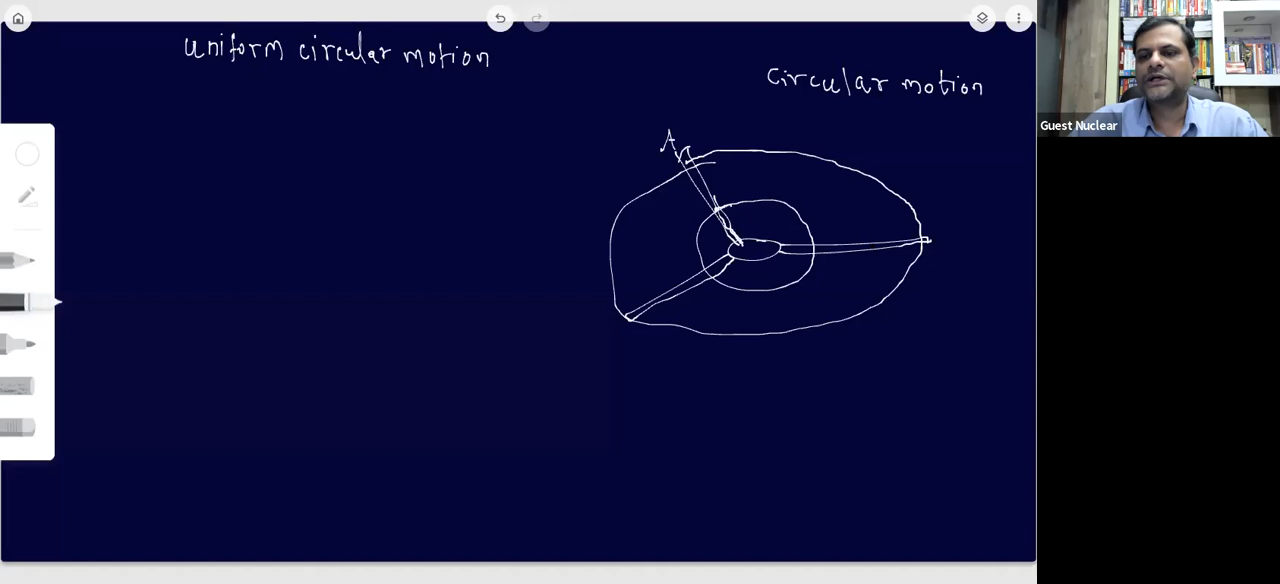 uniform circular motion
circular motion
A
Guest Nuclear